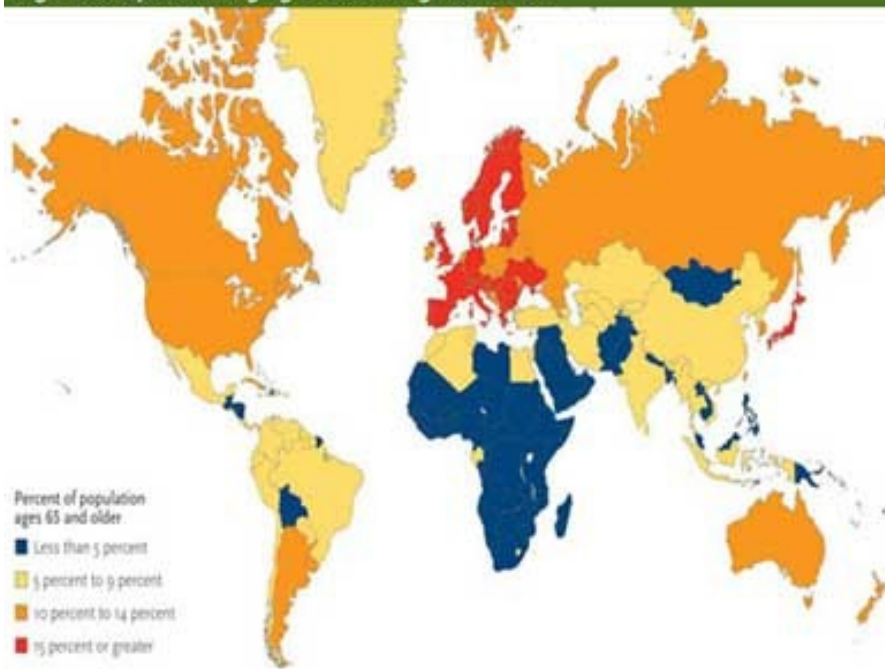 Percent of population
ages 65 and older
Less than 5 percent
5 percent to 9 percent
10 percent to 14 percent
15 percent or greater